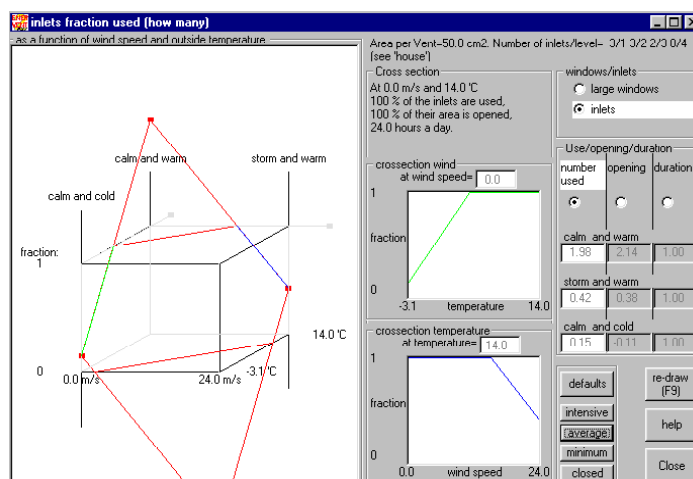 inlets fraction used (how many)
as a function of wind speed and outside temperature
calm and warm
storm and warm
calm and cold
fraction:
1
14.0 'C
0
0.0 m/s
24.0 m/s
-3.1 'C
Area per Vent=50.0 cm2. Number of inlets/level= 3/1 3/2 2/3 0/4
(see 'house')
Cross section
At 0.0 m/s and 14.0 'C
100 % of the inlets are used,
100 % of their area is opened,
24.0 hours a day.
crossection wind
at wind speed= 0.0
1
fraction
0
-3.1 temperature 14.0
crossection temperature
at temperature= 14.0
1
fraction
0
0.0 wind speed 24.0
windows/inlets
large windows
inlets
Use/opening/duration
number used
opening
duration
calm and warm
1.98 2.14 1.00
storm and warm
0.42 0.38 1.00
calm and cold
0.15 -0.11 1.00
defaults
intensive
average
minimum
closed
re-draw
(F9)
help
Close